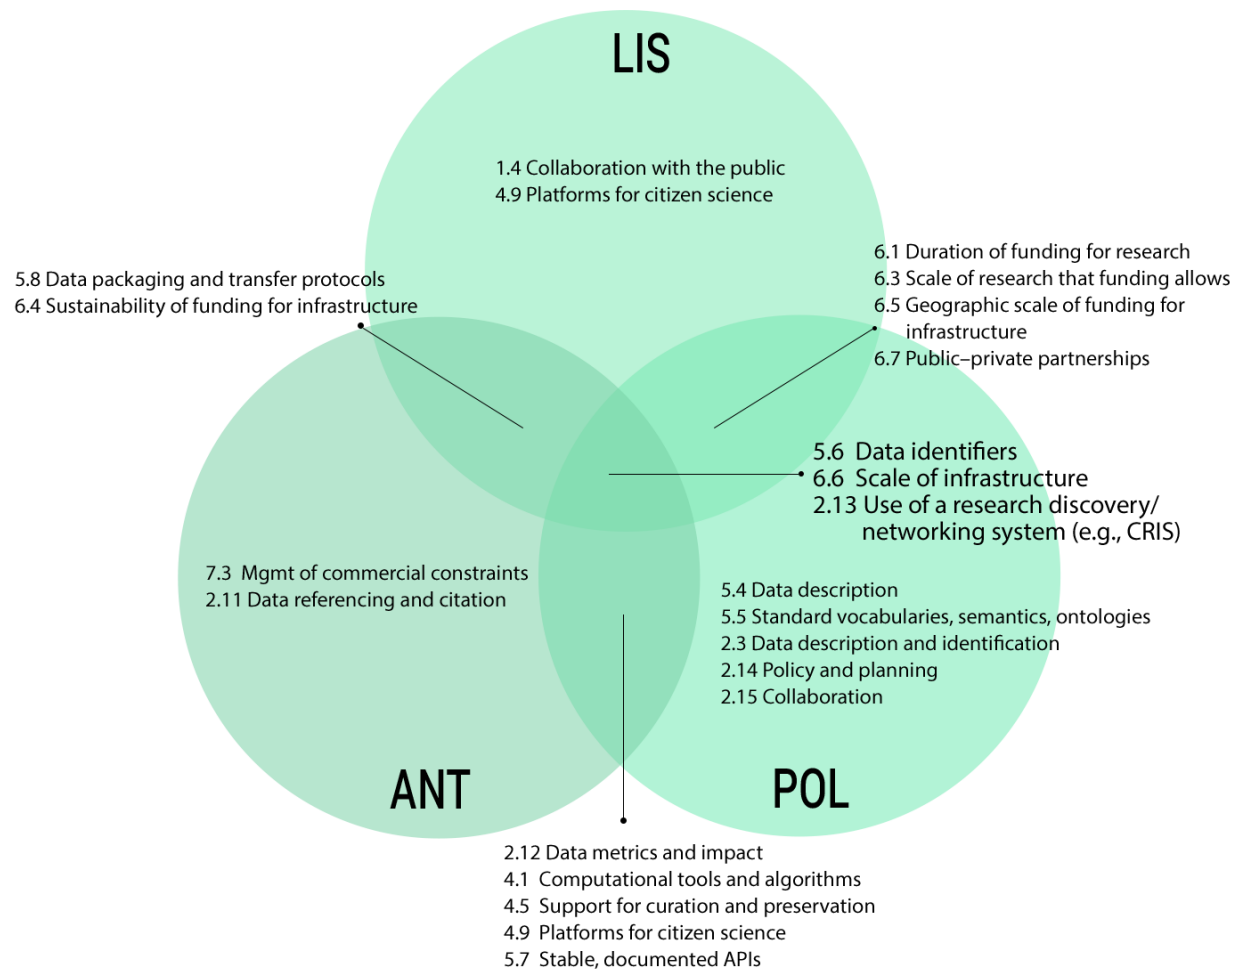 LIS
1.4 Collaboration with the public
4.9 Platforms for citizen science
5.8 Data packaging and transfer protocols
6.4 Sustainability of funding for infrastructure
6.1 Duration of funding for research
6.3 Scale of research that funding allows
6.5 Geographic scale of funding for
infrastructure
6.7 Public–private partnerships
5.6 Data identifiers
6.6 Scale of infrastructure
2.13 Use of a research discovery/
networking system (e.g., CRIS)
7.3 Mgmt of commercial constraints
2.11 Data referencing and citation
5.4 Data description
5.5 Standard vocabularies, semantics, ontologies
2.3 Data description and identification
2.14 Policy and planning
2.15 Collaboration
ANT
POL
2.12 Data metrics and impact
4.1 Computational tools and algorithms
4.5 Support for curation and preservation
4.9 Platforms for citizen science
5.7 Stable, documented APIs